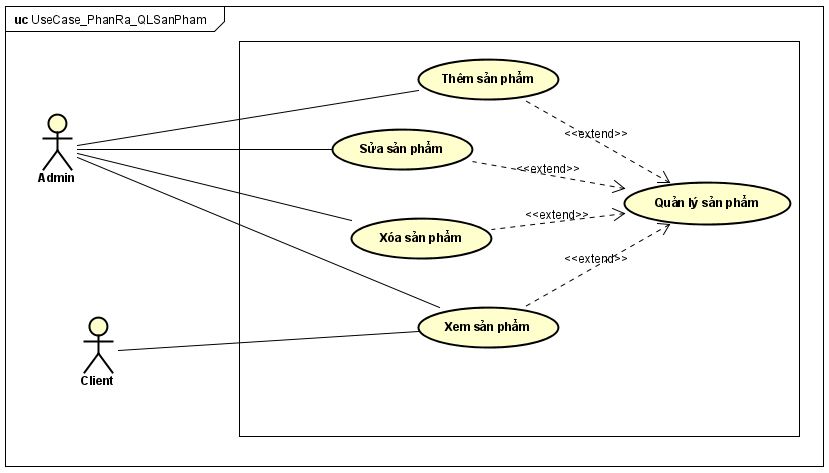 uc UseCase_PhanRa_QLSanPham
Thêm sản phẩm
<<extend>>
Admin
Sửa sản phẩm
<<extend>>
Quản lý sản phẩm
<<extend>>
Xóa sản phẩm
<<extend>>
Xem sản phẩm
Client